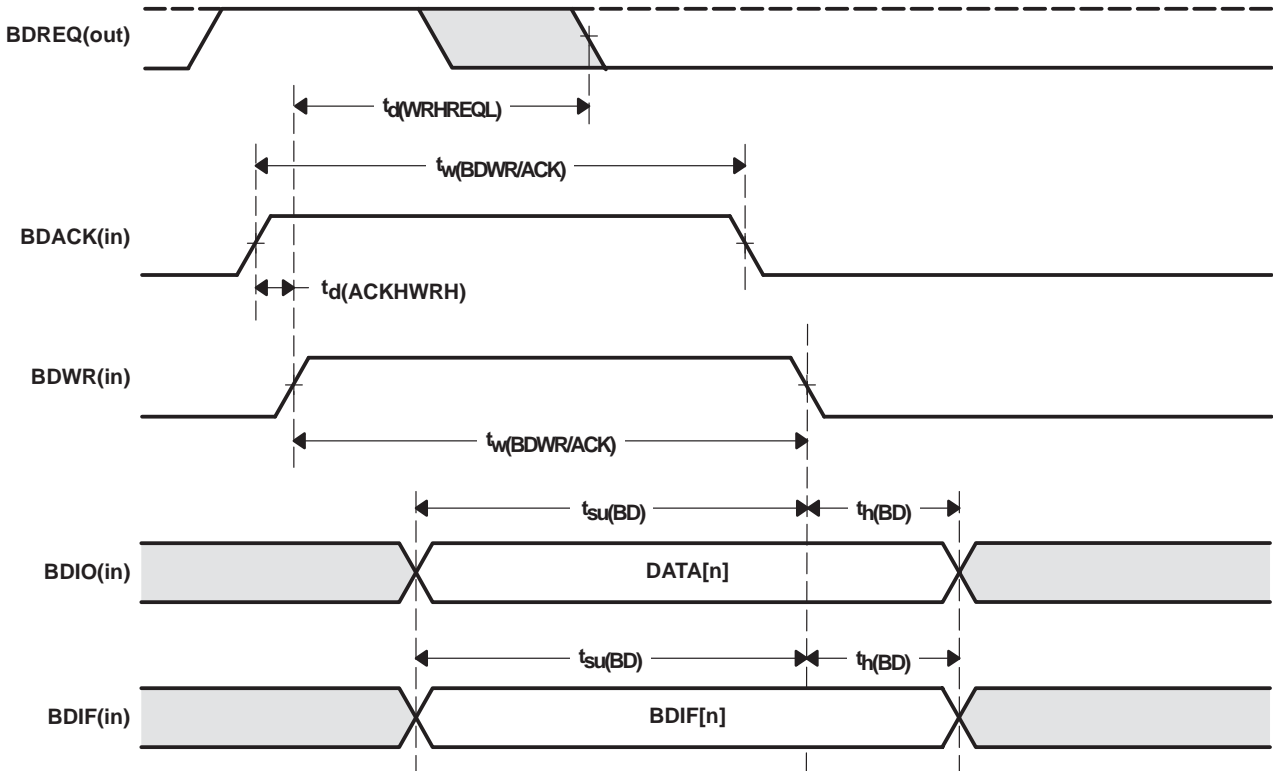 BDREQ(out)
td(WRHREQL)
tw(BDWR/ACK)
BDACK(in)
td(ACKHWRH)
BDWR(in)
tw(BDWR/ACK)
tsu(BD) th(BD)
BDIO(in) DATA[n]
tsu(BD) th(BD)
BDIF(in) BDIF[n]